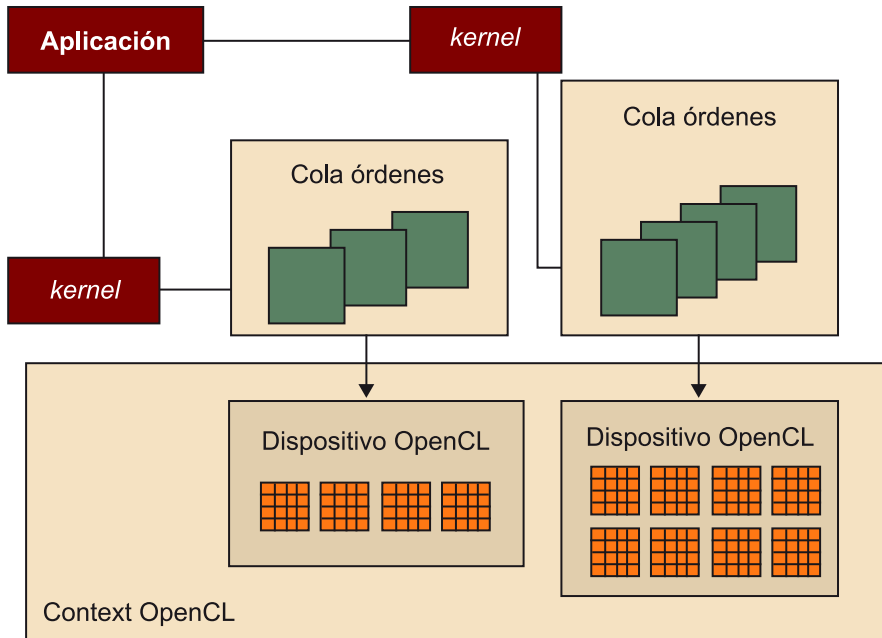 Aplicación
kernel
Cola órdenes
Cola órdenes
kernel
Dispositivo OpenCL
Dispositivo OpenCL
Context OpenCL